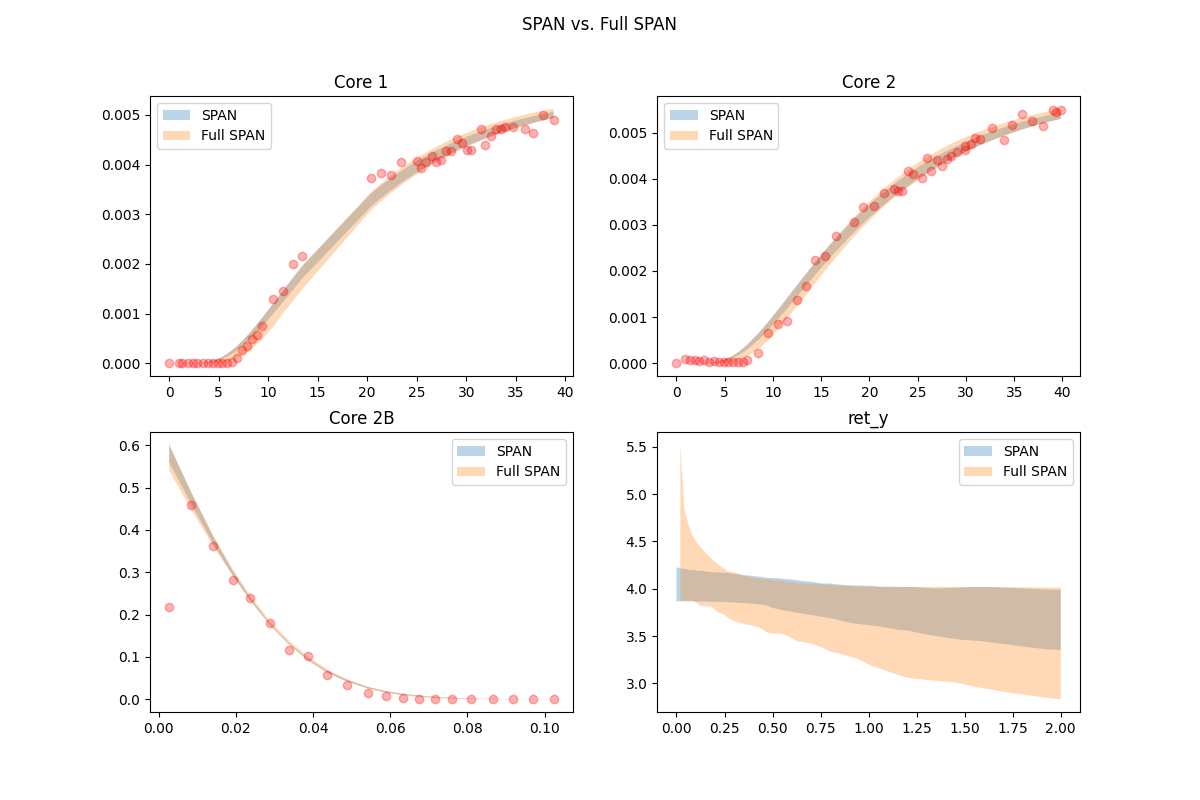 SPAN vs. Full SPAN
Core 1
SPAN
Full SPAN
0.005
0.004
0.003
0.002
0.001
0.000
0 5 10 15 20 25 30 35 40
Core 2
SPAN
Full SPAN
0.005
0.004
0.003
0.002
0.001
0.000
0 5 10 15 20 25 30 35 40
Core 2B
SPAN
Full SPAN
0.6
0.5
0.4
0.3
0.2
0.1
0.0
0.00 0.02 0.04 0.06 0.08 0.10
ret_y
SPAN
Full SPAN
5.5
5.0
4.5
4.0
3.5
3.0
0.00 0.25 0.50 0.75 1.00 1.25 1.50 1.75 2.00